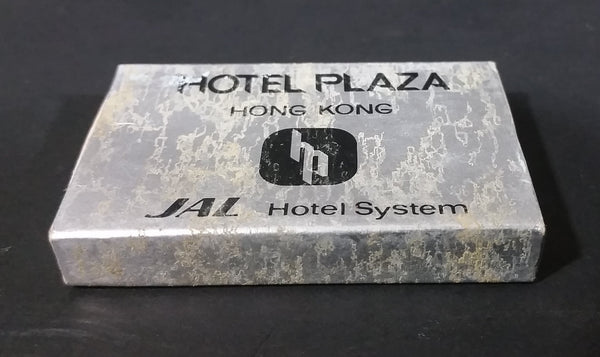 HOTEL PLAZA
HONG KONG
hp
JAL Hotel System